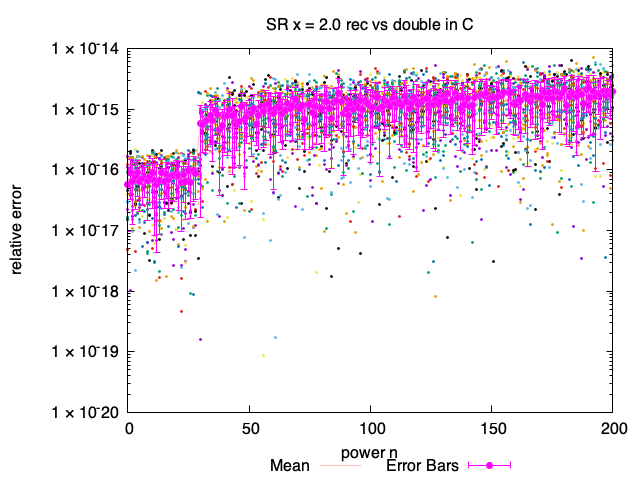 SR x = 2.0 rec vs double in C
1 × 10^-14
1 × 10^-15
1 × 10^-16
1 × 10^-17
1 × 10^-18
1 × 10^-19
1 × 10^-20
relative error
0 50 100 150 200
power n
Mean Error Bars